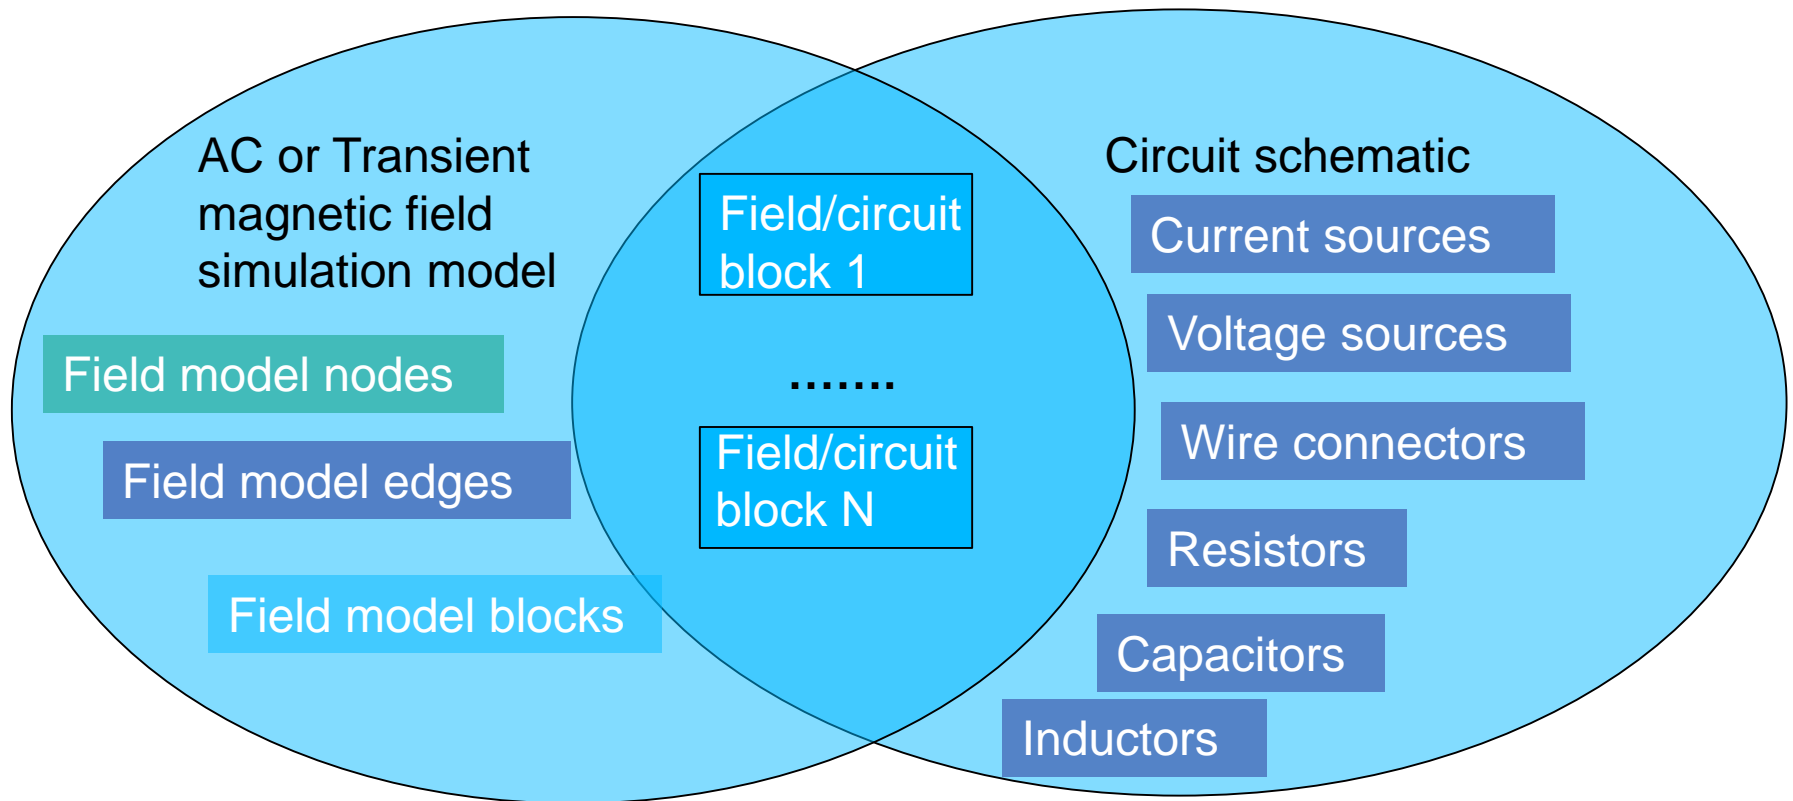 AC or Transient
magnetic field
simulation model
Field model nodes
Field model edges
Field model blocks
Field/circuit
block 1
.......
Field/circuit
block N
Circuit schematic
Current sources
Voltage sources
Wire connectors
Resistors
Capacitors
Inductors